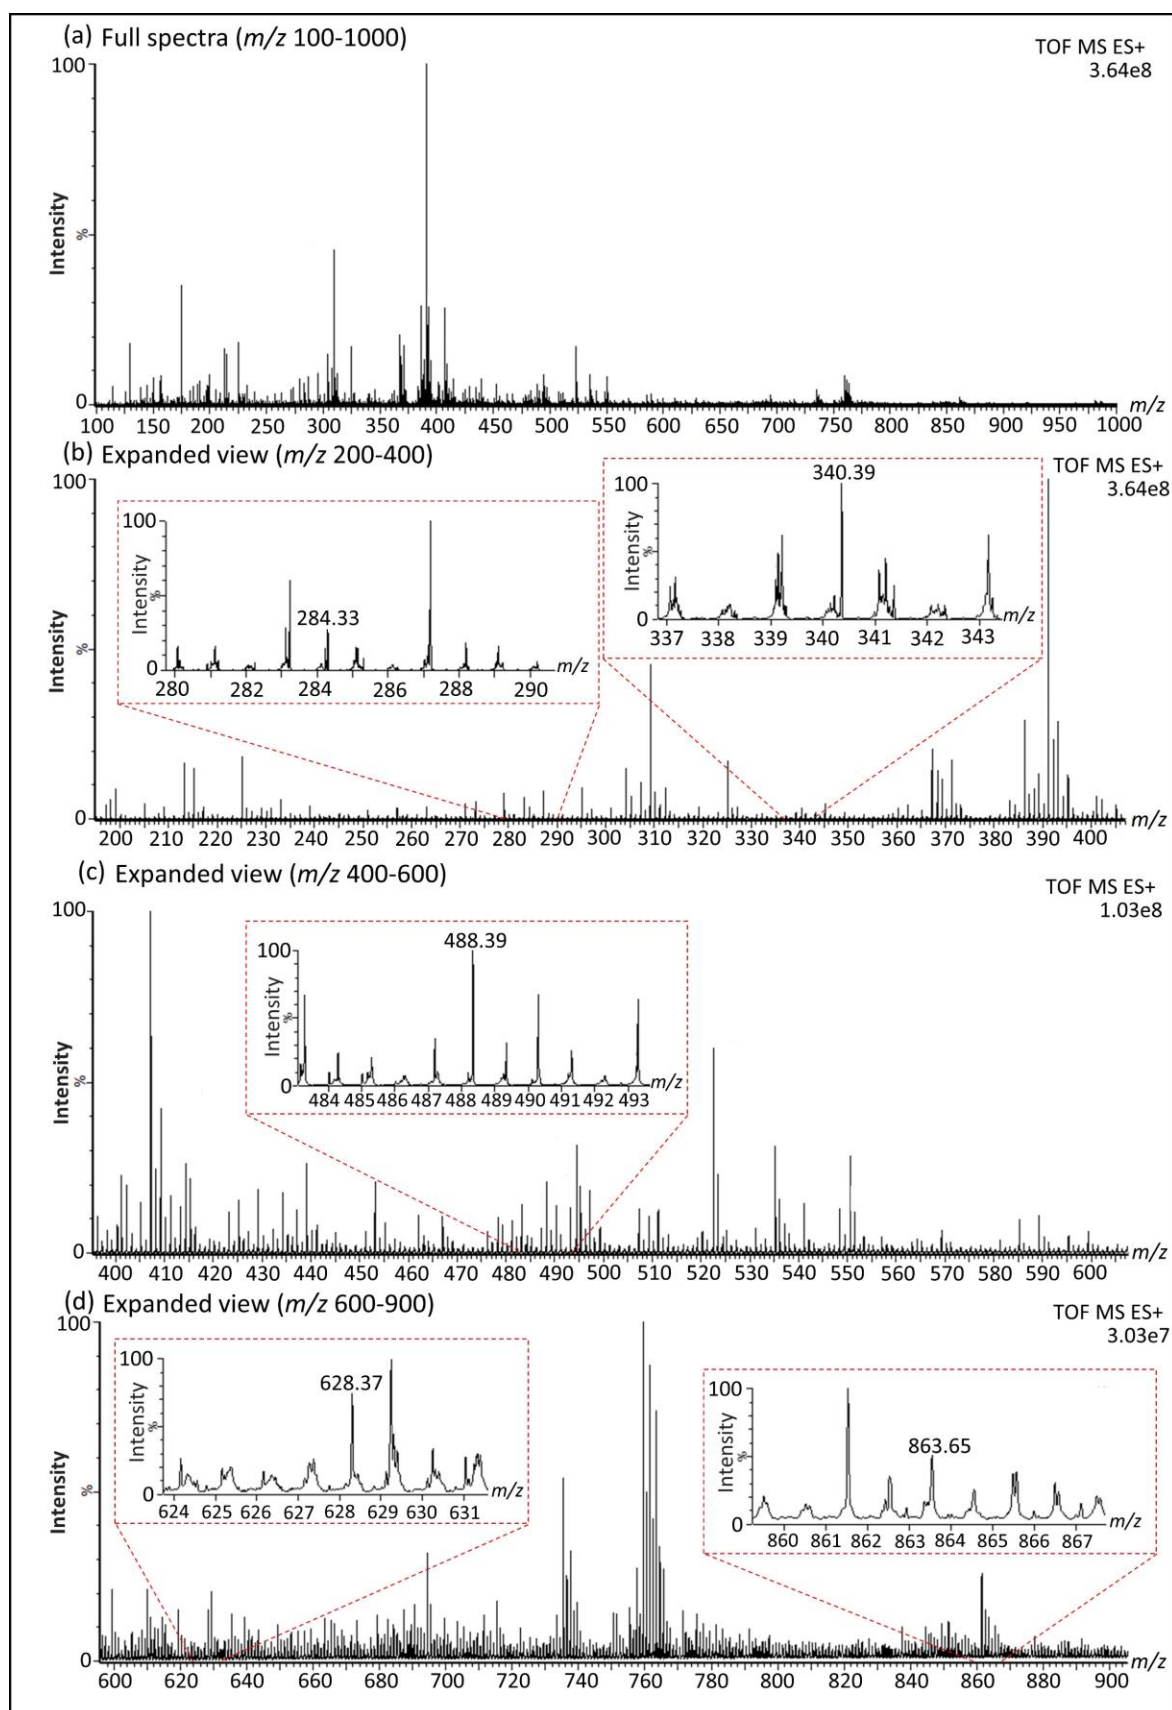 (a) Full spectra (m/z 100-1000)
TOF MS ES+
3.64e8
100
Intensity
%
0
100 150 200 250 300 350 400 450 500 550 600 650 700 750 800 850 900 950 1000 m/z
(b) Expanded view (m/z 200-400)
TOF MS ES+
3.64e8
100
Intensity
%
0
100
Intensity
%
0
284.33
280 282 284 286 288 290
m/z
340.39
100
Intensity
%
0
337 338 339 340 341 342 343
m/z
200 210 220 230 240 250 260 270 280 290 300 310 320 330 340 350 360 370 380 390 400 m/z
(c) Expanded view (m/z 400-600)
TOF MS ES+
1.03e8
100
Intensity
%
0
488.39
100
Intensity
%
0
484 485 486 487 488 489 490 491 492 493
m/z
400 410 420 430 440 450 460 470 480 490 500 510 520 530 540 550 560 570 580 590 600 m/z
(d) Expanded view (m/z 600-900)
TOF MS ES+
3.03e7
100
Intensity
%
0
100
Intensity
%
0
628.37
624 625 626 627 628 629 630 631
m/z
100
Intensity
%
0
863.65
860 861 862 863 864 865 866 867
m/z
600 620 640 660 680 700 720 740 760 780 800 820 840 860 880 900 m/z